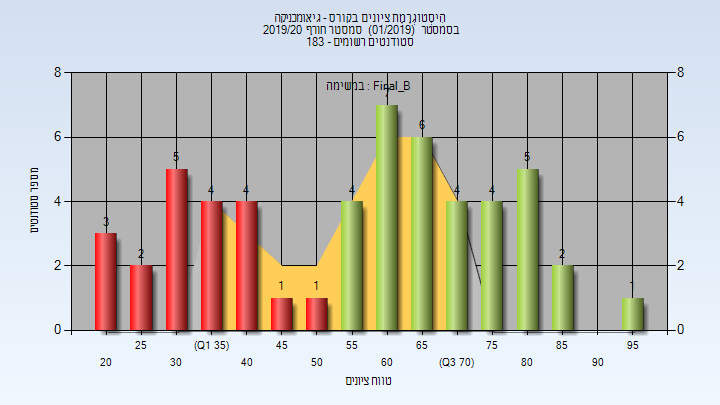 היסטוגרמת ציונים בקורס - גיאומכניקה
בסמסטר (01/2019) סמסטר חורף 2019/20
סטודנטים רשומים - 183
במשימה : Final_B
מספר סטודנטים
8 8
6 6
4 4
2 2
0 0
3 2 5 4 4 1 1 4 7 6 4 4 5 2 1
25 (Q1 35) 45 55 65 75 85 95
20 30 40 50 60 (Q3 70) 80 90
טווח ציונים